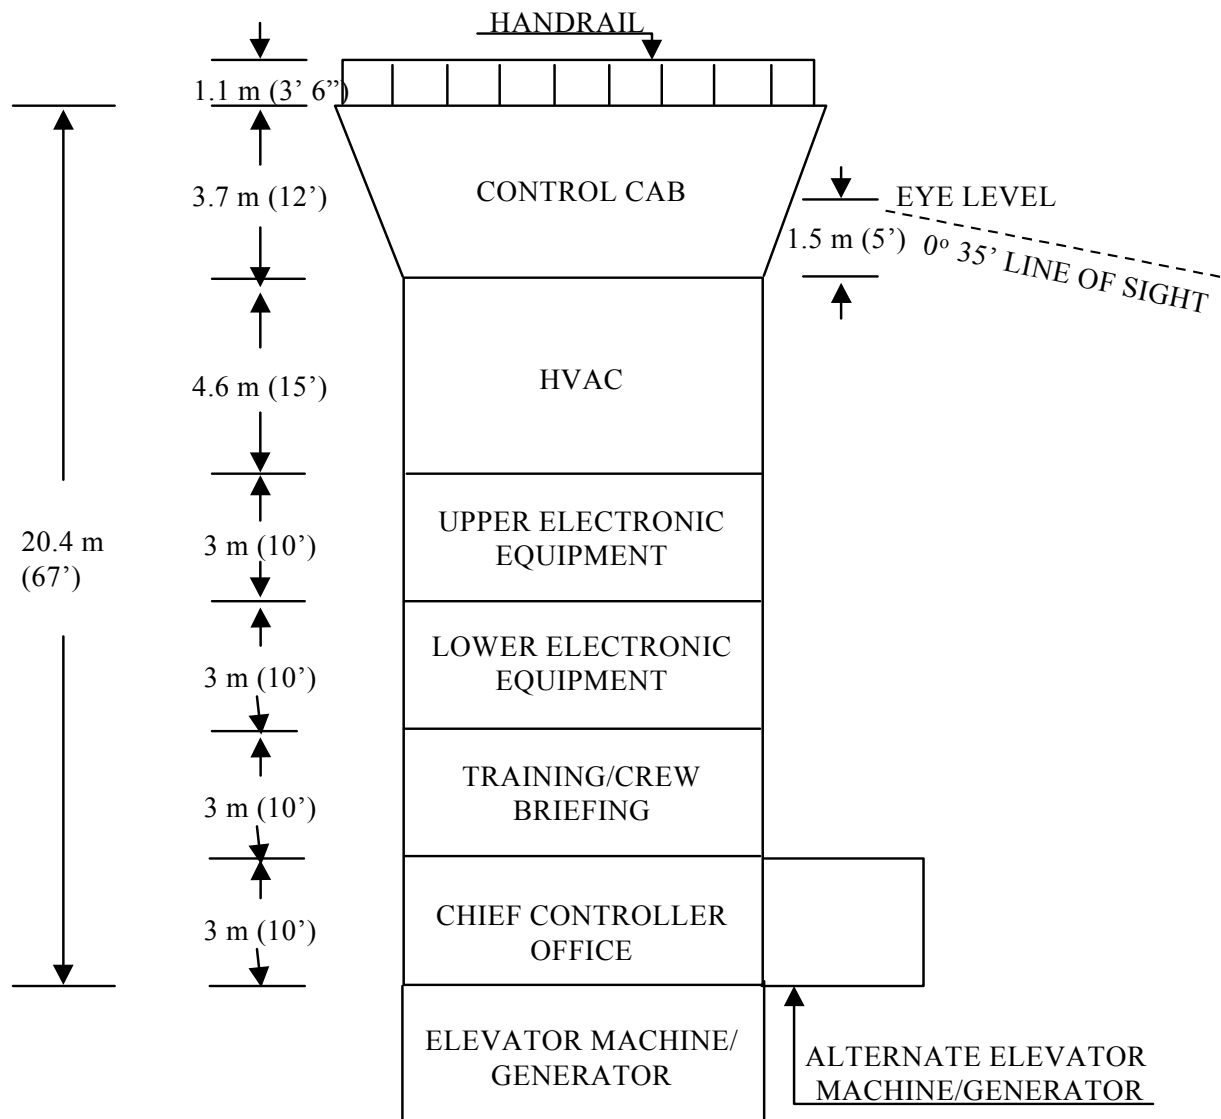 HANDRAIL
1.1 m (3’ 6”)
3.7 m (12’)
CONTROL CAB
EYE LEVEL
1.5 m (5’)
0º 35’ LINE OF SIGHT
4.6 m (15’)
HVAC
20.4 m
(67’)
3 m (10’)
UPPER ELECTRONIC
EQUIPMENT
3 m (10’)
LOWER ELECTRONIC
EQUIPMENT
3 m (10’)
TRAINING/CREW
BRIEFING
3 m (10’)
CHIEF CONTROLLER
OFFICE
ELEVATOR MACHINE/
GENERATOR
ALTERNATE ELEVATOR
MACHINE/GENERATOR